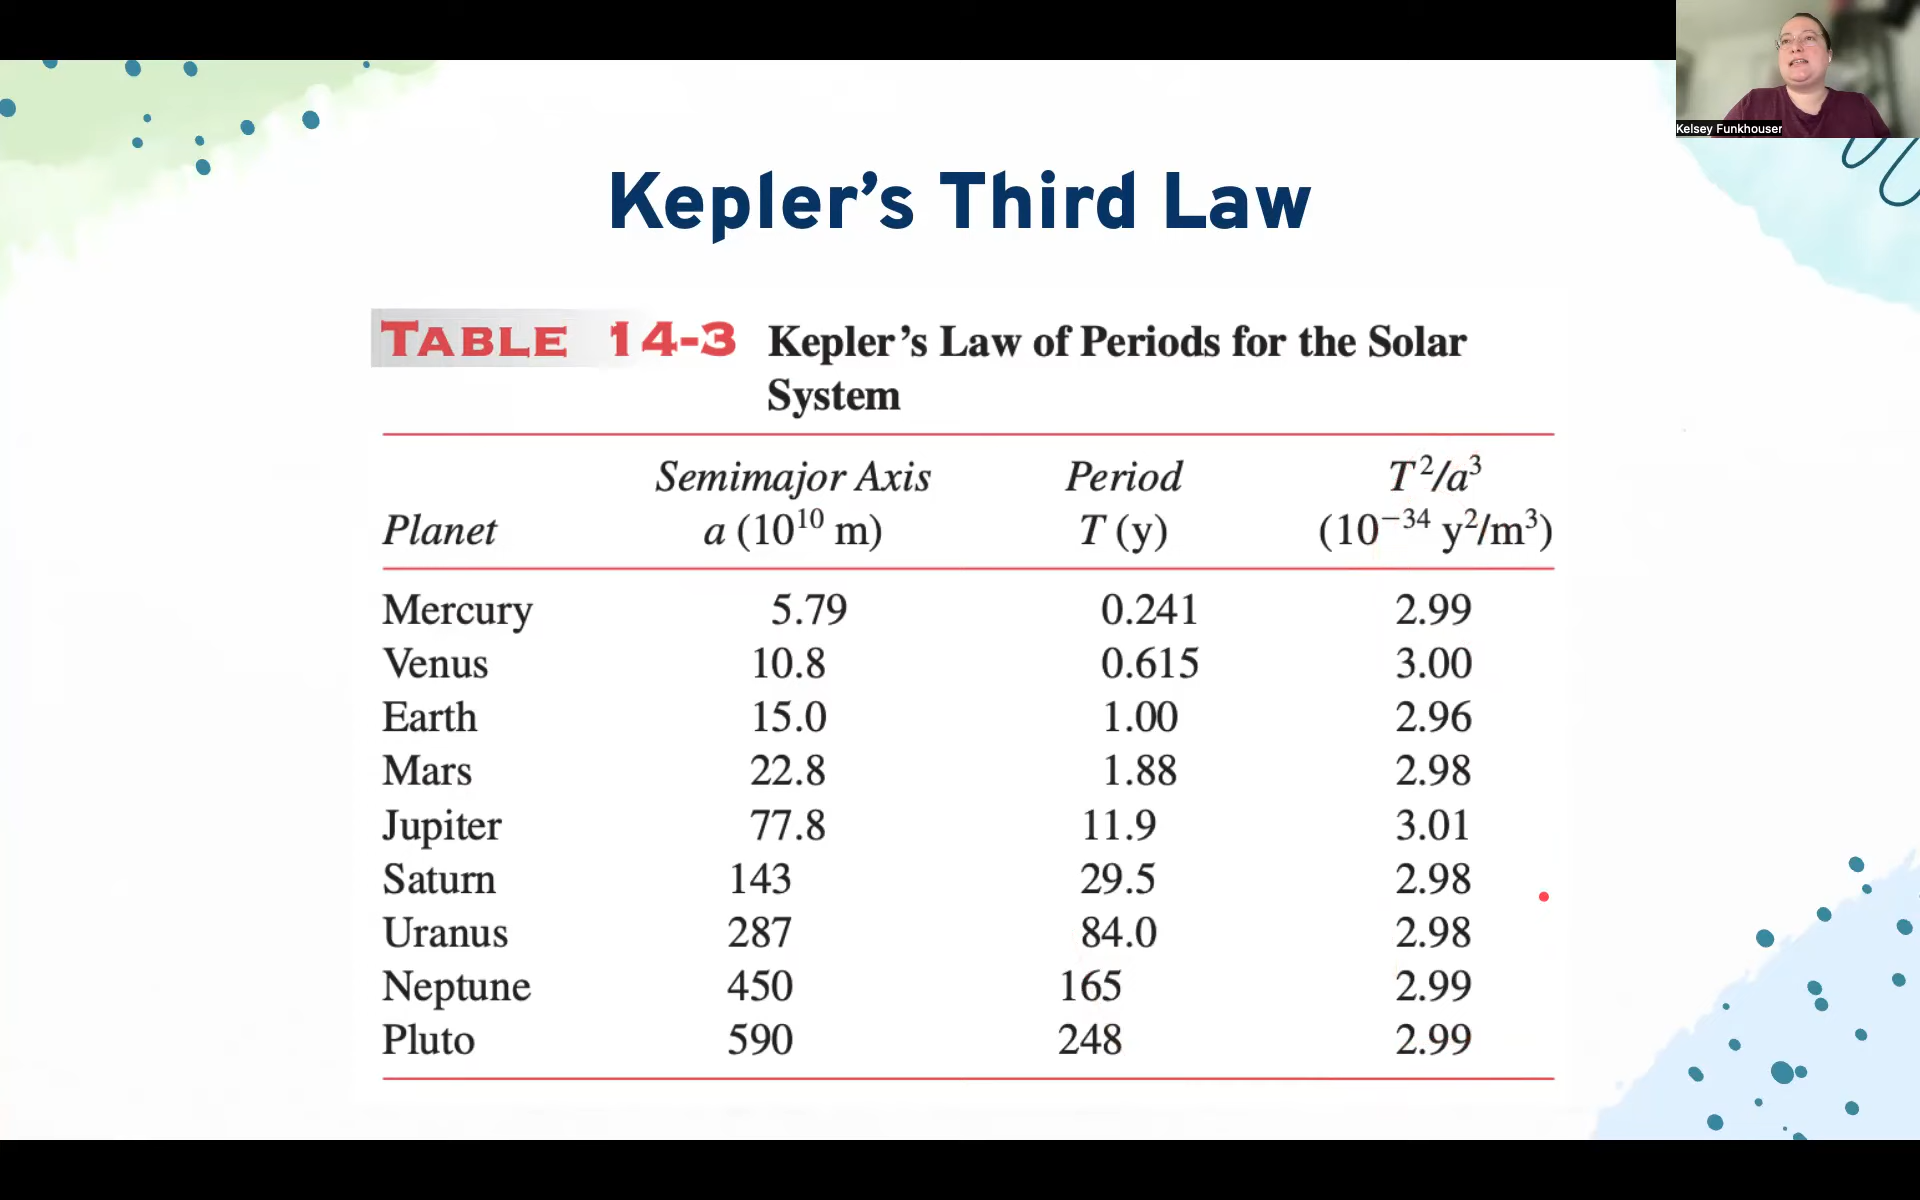 Kelsey Funkhouser
Kepler’s Third Law
TABLE 14-3 Kepler’s Law of Periods for the Solar
System
Semimajor Axis Period T²/a³
Planet a (10¹⁰ m) T (y) (10⁻³⁴ y²/m³)
Mercury 5.79 0.241 2.99
Venus 10.8 0.615 3.00
Earth 15.0 1.00 2.96
Mars 22.8 1.88 2.98
Jupiter 77.8 11.9 3.01
Saturn 143 29.5 2.98
Uranus 287 84.0 2.98
Neptune 450 165 2.99
Pluto 590 248 2.99